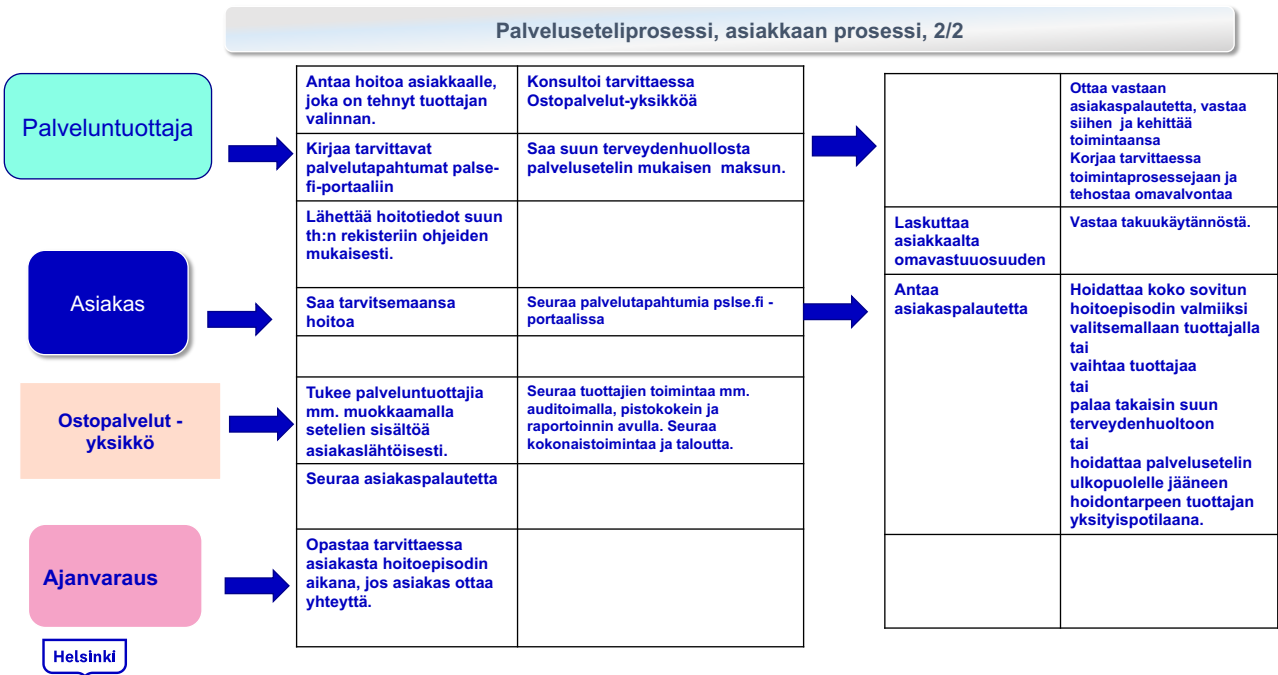 Palveluseteliprosessi, asiakkaan prosessi, 2/2
Palveluntuottaja
Antaa hoitoa asiakkaalle,
joka on tehnyt tuottajan
valinnan.
Konsultoi tarvittaessa
Ostopalvelut-yksikköä
Kirjaa tarvittavat
palvelutapahtumat palse-
fi-portaaliin
Saa suun terveydenhuollosta
palvelusetelin mukaisen maksun.
Lähettää hoitotiedot suun
th:n rekisteriin ohjeiden
mukaisesti.
Ottaa vastaan
asiakaspalautetta, vastaa
siihen ja kehittää
toimintaansa
Korjaa tarvittaessa
toimintaprosessejaan ja
tehostaa omavalvontaa
Laskuttaa
asiakkaalta
omavastuuosuuden
Vastaa takuukäytännöstä.
Asiakas
Saa tarvitsemaansa
hoitoa
Seuraa palvelutapahtumia pslse.fi -
portaalissa
Antaa
asiakaspalautetta
Hoidattaa koko sovitun
hoitoepisodin valmiiksi
valitsemallaan tuottajalla
tai
vaihtaa tuottajaa
tai
palaa takaisin suun
terveydenhuoltoon
tai
hoidattaa palvelusetelin
ulkopuolelle jääneen
hoidontarpeen tuottajan
yksityispotilaana.
Ostopalvelut -
yksikkö
Tukee palveluntuottajia
mm. muokkaamalla
setelien sisältöä
asiakaslähtöisesti.
Seuraa tuottajien toimintaa mm.
auditoimalla, pistokokein ja
raportoinnin avulla. Seuraa
kokonaistoimintaa ja taloutta.
Seuraa asiakaspalautetta
Ajanvaraus
Opastaa tarvittaessa
asiakasta hoitoepisodin
aikana, jos asiakas ottaa
yhteyttä.
Helsinki